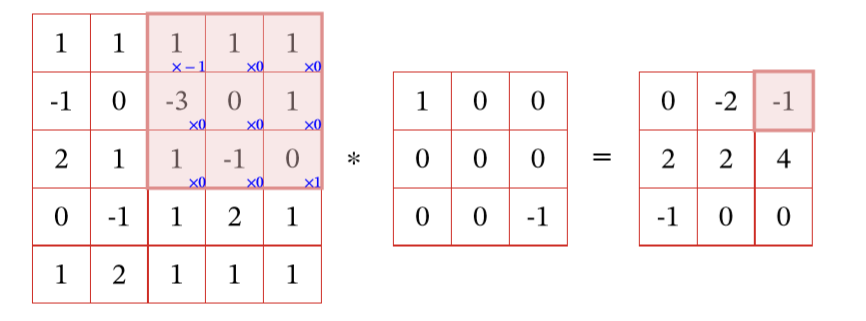 1 1 1 1 1
×−1 ×0 ×0
-1 0 -3 0 1 1 0 0 0 -2 -1
×0 ×0 ×0
2 1 1 -1 0 * 0 0 0 = 2 2 4
×0 ×0 ×1
0 -1 1 2 1 0 0 -1 -1 0 0
1 2 1 1 1